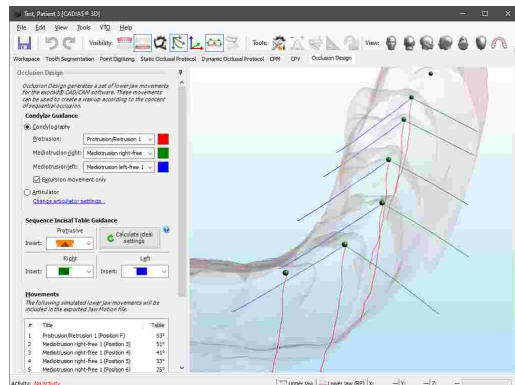 Test, Patient 3 [CADIAS® 3D]
File Edit View Tools VTO Help
Visibility: Tools: View:
Workspace Tooth Segmentation Point Digitizing Static Occlusal Protocol Dynamic Occlusal Protocol CPM CPV Occlusion Design
Occlusion Design
Occlusion Design generates a set of lower jaw movements
for the exocad® CAD/CAM software. These movements
can be used to create a wax-up according to the concept
of sequential occlusion.
Condylar Guidance
Condylography
Protrusion: Protrusion/Retrusion 1
Mediotrusion right: Mediotrusion right-free
Mediotrusion left: Mediotrusion left-free 1
Excursion movement only
Articulator
Change articulator settings...
Sequence Incisal Table Guidance
Protrusive
Insert:
Calculate ideal
settings
Right Left
Insert: Insert:
Movements
The following simulated lower jaw movements will be
included in the exported Jaw Motion file.
# Title Table
1 Protrusion/Retrusion 1 (Position F) 53°
2 Mediotrusion right-free 1 (Position 3) 51°
3 Mediotrusion right-free 1 (Position 4) 41°
4 Mediotrusion right-free 1 (Position 5) 33°
5 Mediotrusion right-free 1 (Position 6) 25°
Activity: No activity Upper Jaw Lower Jaw (RP) X: Y: Z: